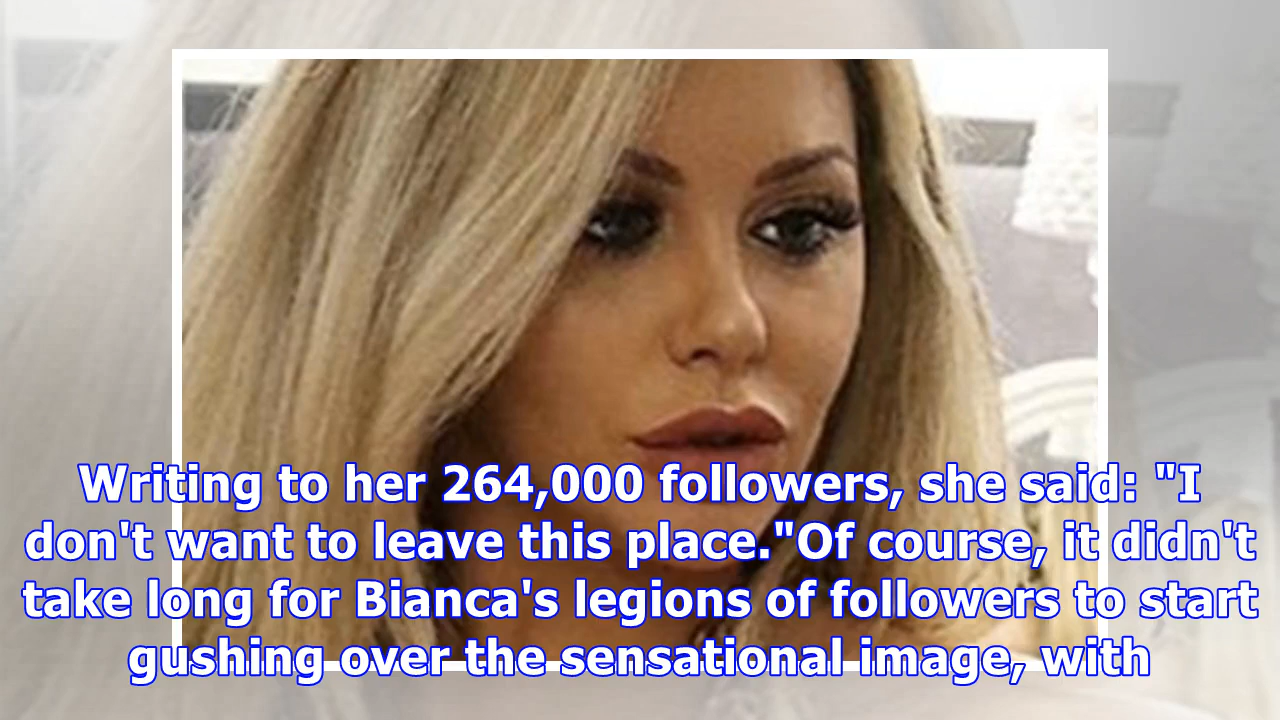 Writing to her 264,000 followers, she said: "I
don't want to leave this place."Of course, it didn't
take long for Bianca's legions of followers to start
gushing over the sensational image, with